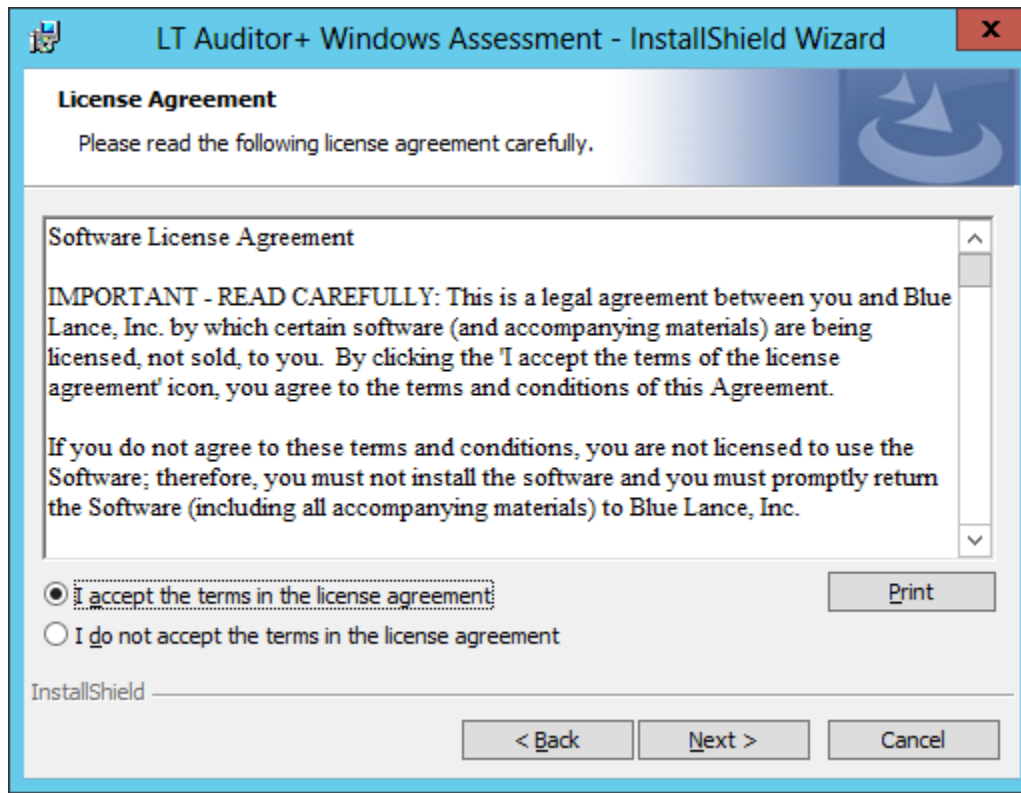 LT Auditor+ Windows Assessment - InstallShield Wizard
x
License Agreement
Please read the following license agreement carefully.
Software License Agreement
IMPORTANT - READ CAREFULLY: This is a legal agreement between you and Blue
Lance, Inc. by which certain software (and accompanying materials) are being
licensed, not sold, to you.  By clicking the 'I accept the terms of the license
agreement' icon, you agree to the terms and conditions of this Agreement.
If you do not agree to these terms and conditions, you are not licensed to use the
Software; therefore, you must not install the software and you must promptly return
the Software (including all accompanying materials) to Blue Lance, Inc.
I accept the terms in the license agreement
Print
I do not accept the terms in the license agreement
InstallShield
< Back
Next >
Cancel